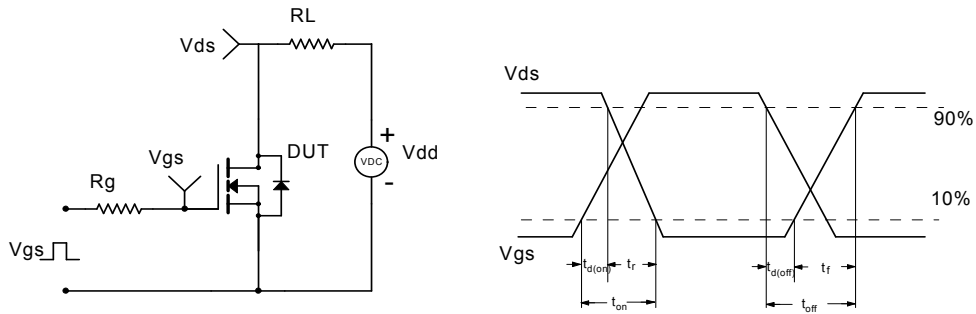 RL
Vds
Vgs
DUT
+
VDC
Vdd
-
Rg
Vgs
Vds
90%
10%
Vgs
td(on)
tr
td(off)
tf
ton
toff